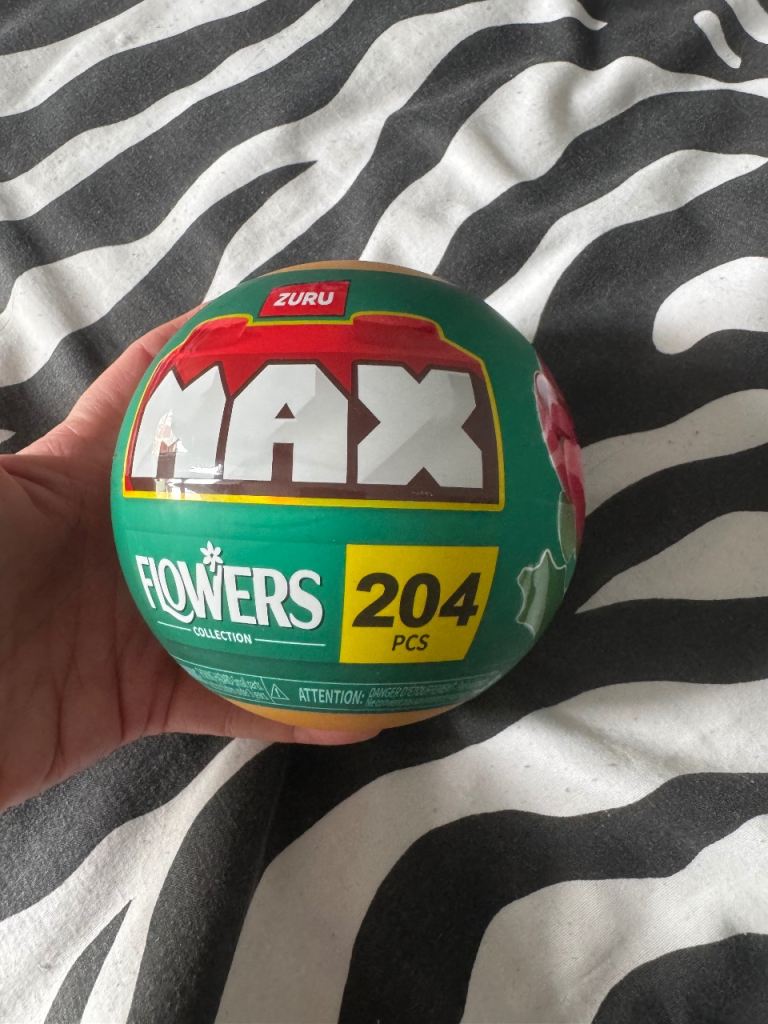 ZURU
MAX
FLOWERS
COLLECTION
204
PCS
ATTENTION: